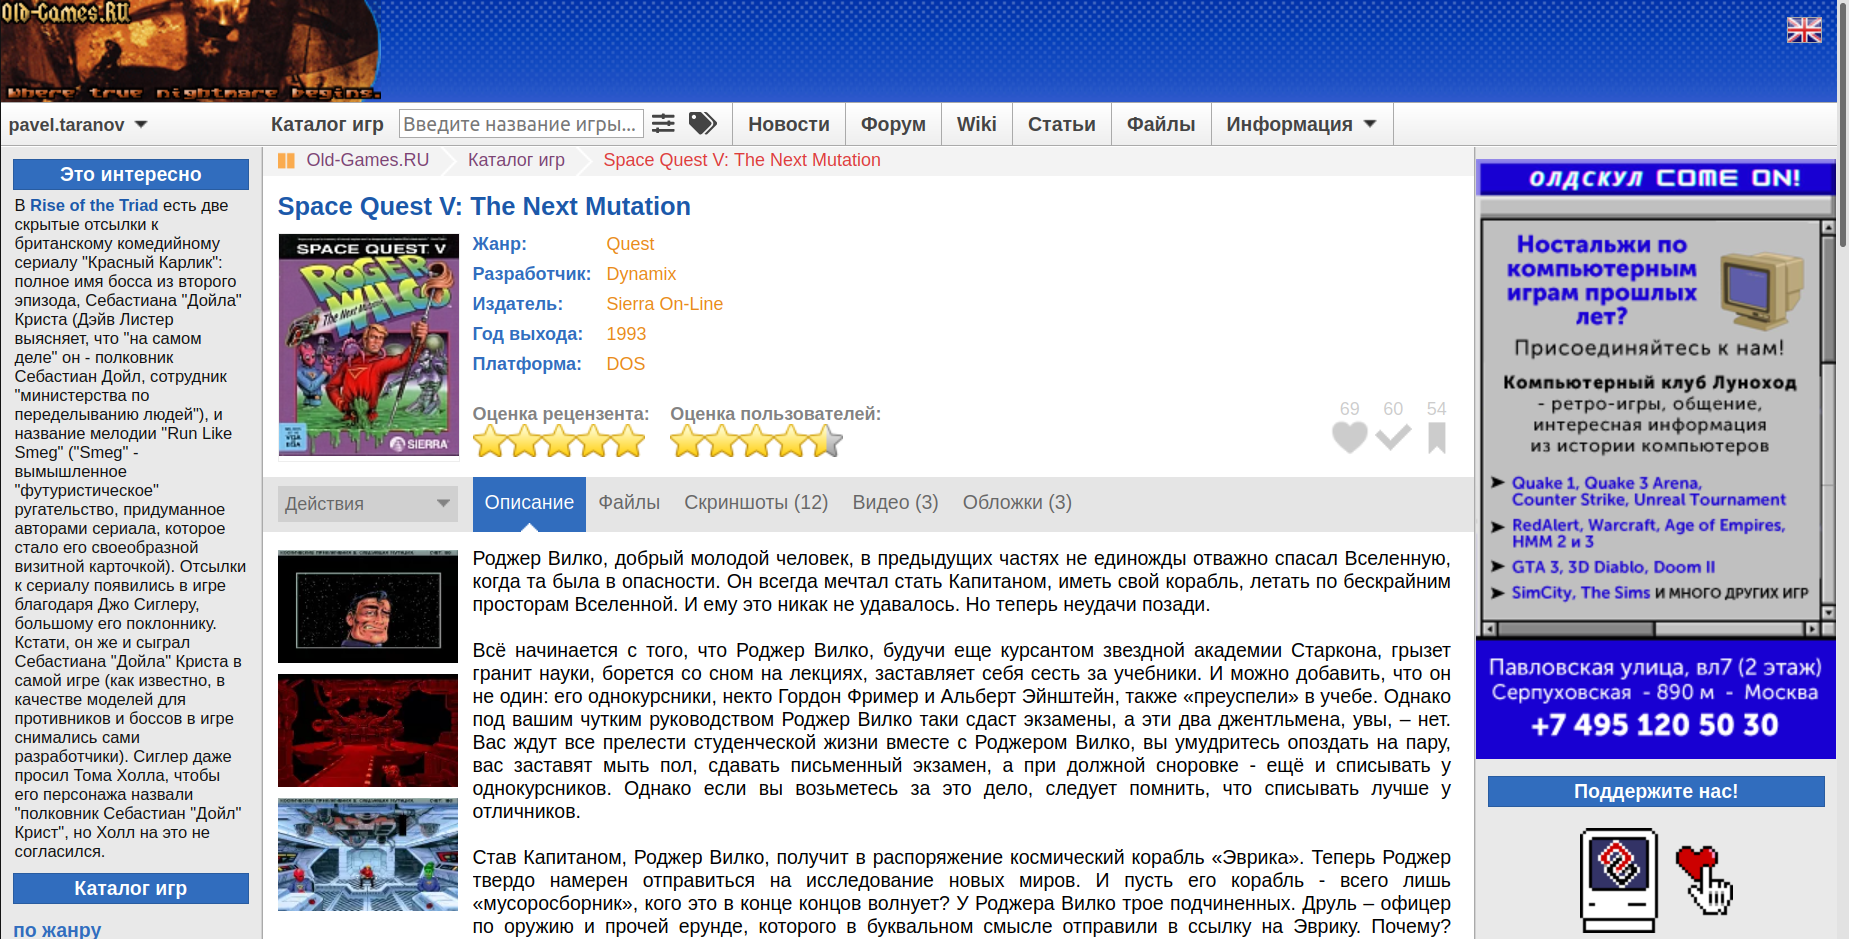 Old-Games.RU
Where true nightmare begins.
pavel.taranov
Каталог игр
Введите название игры...
Новости
Форум
Wiki
Статьи
Файлы
Информация
Это интересно
В Rise of the Triad есть две
скрытые отсылки к
британскому комедийному
сериалу "Красный Карлик":
полное имя босса из второго
эпизода, Себастиана "Дойла"
Криста (Дэйв Листер
выясняет, что "на самом
деле" он - полковник
Себастиан Дойл, сотрудник
"министерства по
переделыванию людей"), и
название мелодии "Run Like
Smeg" ("Smeg" -
вымышленное
"футуристическое"
ругательство, придуманное
авторами сериала, которое
стало его своеобразной
визитной карточкой). Отсылки
к сериалу появились в игре
благодаря Джо Сиглеру,
большому его поклоннику.
Кстати, он же и сыграл
Себастиана "Дойла" Криста в
самой игре (как известно, в
качестве моделей для
противников и боссов в игре
снимались сами
разработчики). Сиглер даже
просил Тома Холла, чтобы
его персонажа назвали
"полковник Себастиан "Дойл"
Крист", но Холл на это не
согласился.
Каталог игр
по жанру
Old-Games.RU
Каталог игр
Space Quest V: The Next Mutation
Space Quest V: The Next Mutation
SPACE QUEST V
ROGER
WILCO
The Next Mutation
SIERRA
Жанр: Quest
Разработчик: Dynamix
Издатель: Sierra On-Line
Год выхода: 1993
Платформа: DOS
Оценка рецензента:
Оценка пользователей:
69 60 54
Действия
Описание
Файлы
Скриншоты (12)
Видео (3)
Обложки (3)
Роджер Вилко, добрый молодой человек, в предыдущих частях не единожды отважно спасал Вселенную,
когда та была в опасности. Он всегда мечтал стать Капитаном, иметь свой корабль, летать по бескрайним
просторам Вселенной. И ему это никак не удавалось. Но теперь неудачи позади.
Всё начинается с того, что Роджер Вилко, будучи еще курсантом звездной академии Старкона, грызет
гранит науки, борется со сном на лекциях, заставляет себя сесть за учебники. И можно добавить, что он
не один: его однокурсники, некто Гордон Фример и Альберт Эйнштейн, также «преуспели» в учебе. Однако
под вашим чутким руководством Роджер Вилко таки сдаст экзамены, а эти два джентльмена, увы, – нет.
Вас ждут все прелести студенческой жизни вместе с Роджером Вилко, вы умудритесь опоздать на пару,
вас заставят мыть пол, сдавать письменный экзамен, а при должной сноровке - ещё и списывать у
однокурсников. Однако если вы возьметесь за это дело, следует помнить, что списывать лучше у
отличников.
Став Капитаном, Роджер Вилко, получит в распоряжение космический корабль «Эврика». Теперь Роджер
твердо намерен отправиться на исследование новых миров. И пусть его корабль - всего лишь
«мусоросборник», кого это в конце концов волнует? У Роджера Вилко трое подчиненных. Друль – офицер
по оружию и прочей ерунде, которого в буквальном смысле отправили в ссылку на Эврику. Почему?
ОЛДСКУЛ COME ON!
Ностальжи по
компьютерным
играм прошлых
лет?
Присоединяйтесь к нам!
Компьютерный клуб Луноход
- ретро-игры, общение,
интересная информация
из истории компьютеров
Quake 1, Quake 3 Arena,
Counter Strike, Unreal Tournament
RedAlert, Warcraft, Age of Empires,
HMM 2 и 3
GTA 3, 3D Diablo, Doom II
SimCity, The Sims И МНОГО ДРУГИХ ИГР
Павловская улица, вл7 (2 этаж)
Серпуховская - 890 м - Москва
+7 495 120 50 30
Поддержите нас!